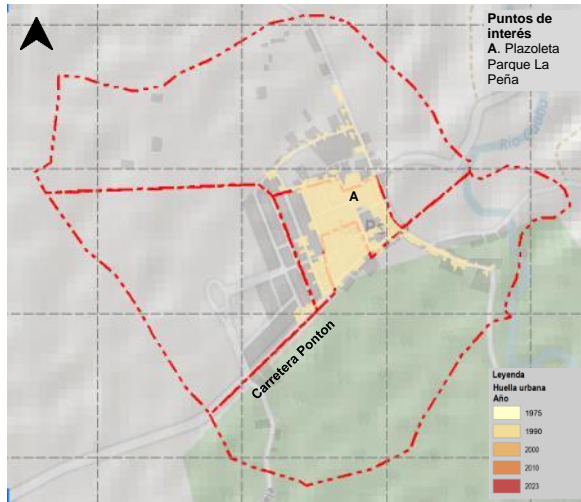 Puntos de
interés
A. Plazoleta
Parque La
Peña
A
Carretera Ponton
Leyenda
Huella urbana
Año
1975
1990
2000
2010
2023